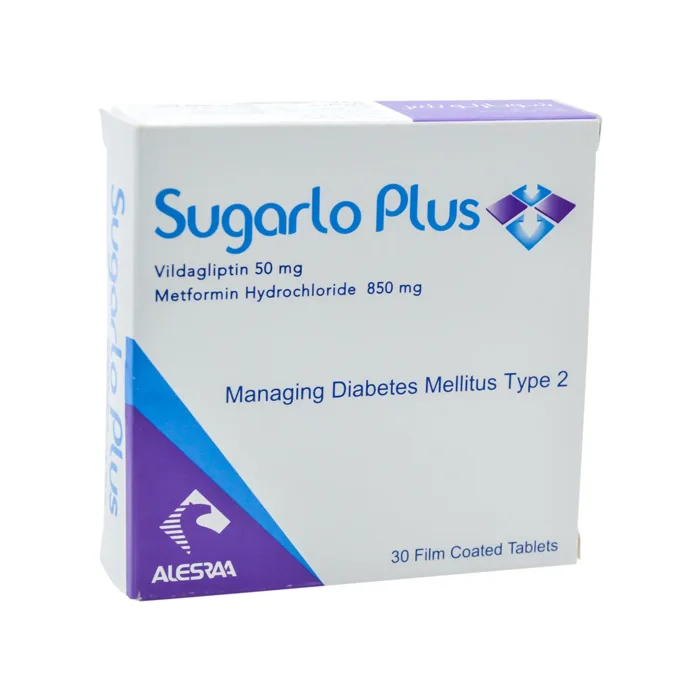 Sugarlo Plus
Vildagliptin 50 mg
Metformin Hydrochloride 850 mg
Managing Diabetes Mellitus Type 2
30 Film Coated Tablets
ALESRAA
Sugarlo Plus